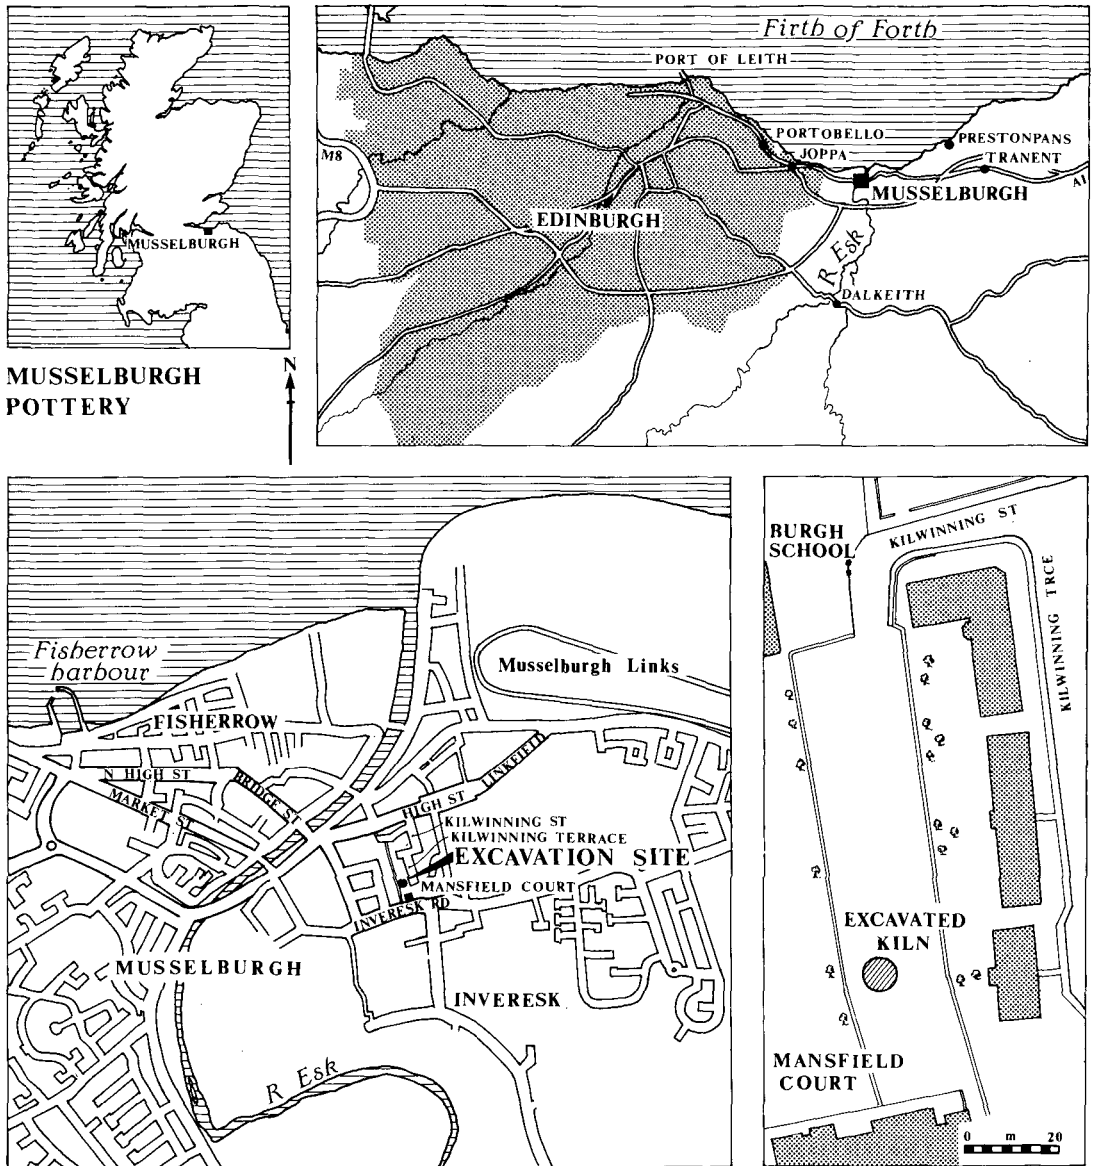 MUSSELBURGH
MUSSELBURGH
POTTERY
N
Firth of Forth
PORT OF LEITH
M8
PORTOBELLO
JOPPA
PRESTONPANS
TRANENT
A1
MUSSELBURGH
EDINBURGH
R Esk
DALKEITH
Fisherrow
harbour
Musselburgh Links
FISHERROW
N HIGH ST
BRIDGE ST
MARKET ST
HIGH ST
LINKFIELD
KILWINNING ST
KILWINNING TERRACE
EXCAVATION SITE
MANSFIELD COURT
INVERESK RD
MUSSELBURGH
INVERESK
R Esk
BURGH
SCHOOL
KILWINNING ST
KILWINNING TRCE
EXCAVATED
KILN
MANSFIELD
COURT
0 m 20